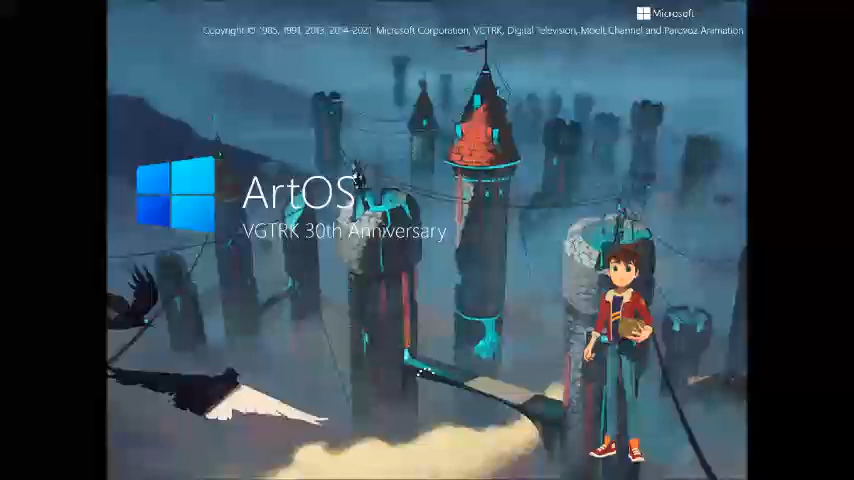 Microsoft
Copyright © 1985, 1991, 2013, 2014-2021 Microsoft Corporation, VGTRK, Digital Television, Moolt Channel and Parovoz Animation
ArtOS
VGTRK 30th Anniversary